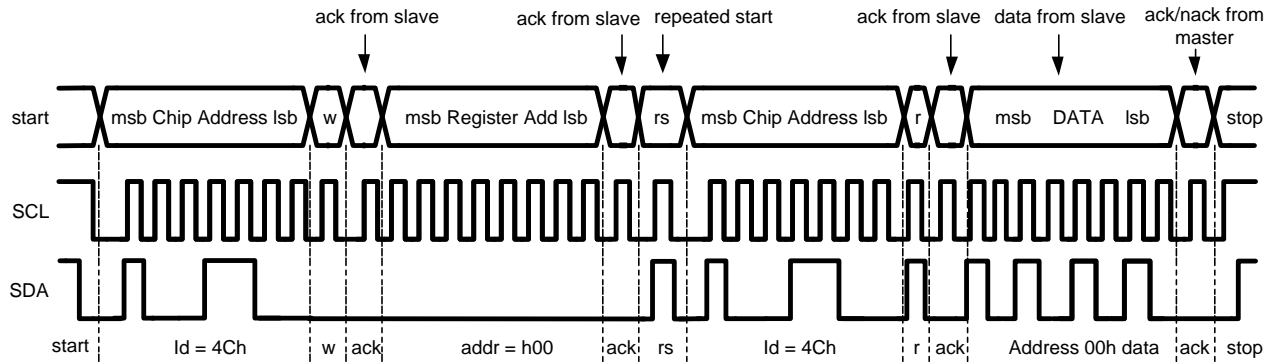 ack from slave
ack from slave repeated start
ack from slave data from slave ack/nack from
master
start msb Chip Address lsb w msb Register Add lsb rs msb Chip Address lsb r msb DATA lsb stop
SCL
SDA
start Id = 4Ch w ack addr = h00 ack rs Id = 4Ch r ack Address 00h data ack stop